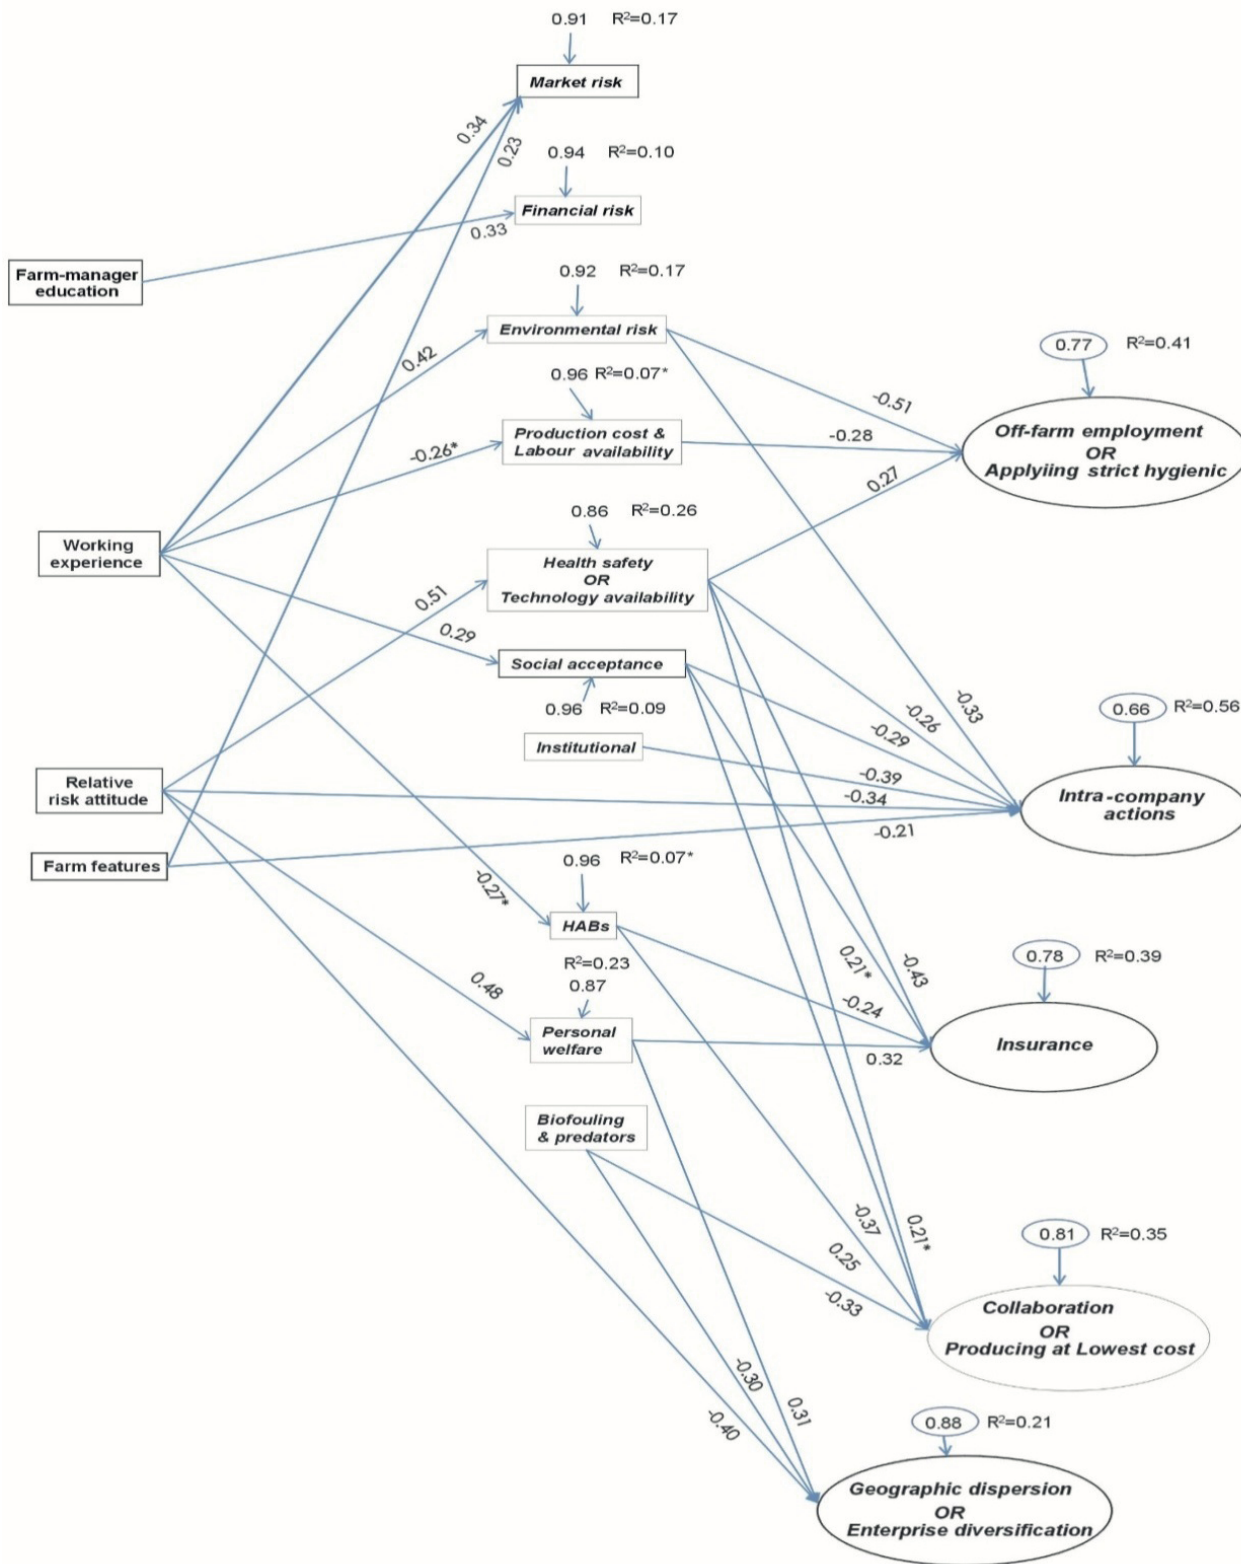 0.91 R²=0.17
Market risk
0.34
0.23
0.94 R²=0.10
Financial risk
0.33
Farm-manager
education
0.92 R²=0.17
Environmental risk
0.42
0.77 R²=0.41
0.96 R²=0.07*
-0.51
Production cost &
Labour availability
-0.26*
-0.28
Off-farm employment
OR
Applyiing strict hygienic
0.27
0.86 R²=0.26
Working
experience
Health safety
OR
Technology availability
0.51
0.29
Social acceptance
0.96 R²=0.09
-0.33
-0.26
-0.29
0.66 R²=0.56
Institutional
-0.39
Relative
risk attitude
-0.34
Intra-company
actions
-0.21
Farm features
0.96 R²=0.07*
-0.27*
HABs
R²=0.23
0.87
0.48
0.21*
-0.43
0.78 R²=0.39
-0.24
Personal
welfare
0.32
Insurance
Biofouling
& predators
-0.37
0.21*
0.25
-0.33
0.81 R²=0.35
Collaboration
OR
Producing at Lowest cost
-0.30
0.31
-0.40
0.88 R²=0.21
Geographic dispersion
OR
Enterprise diversification